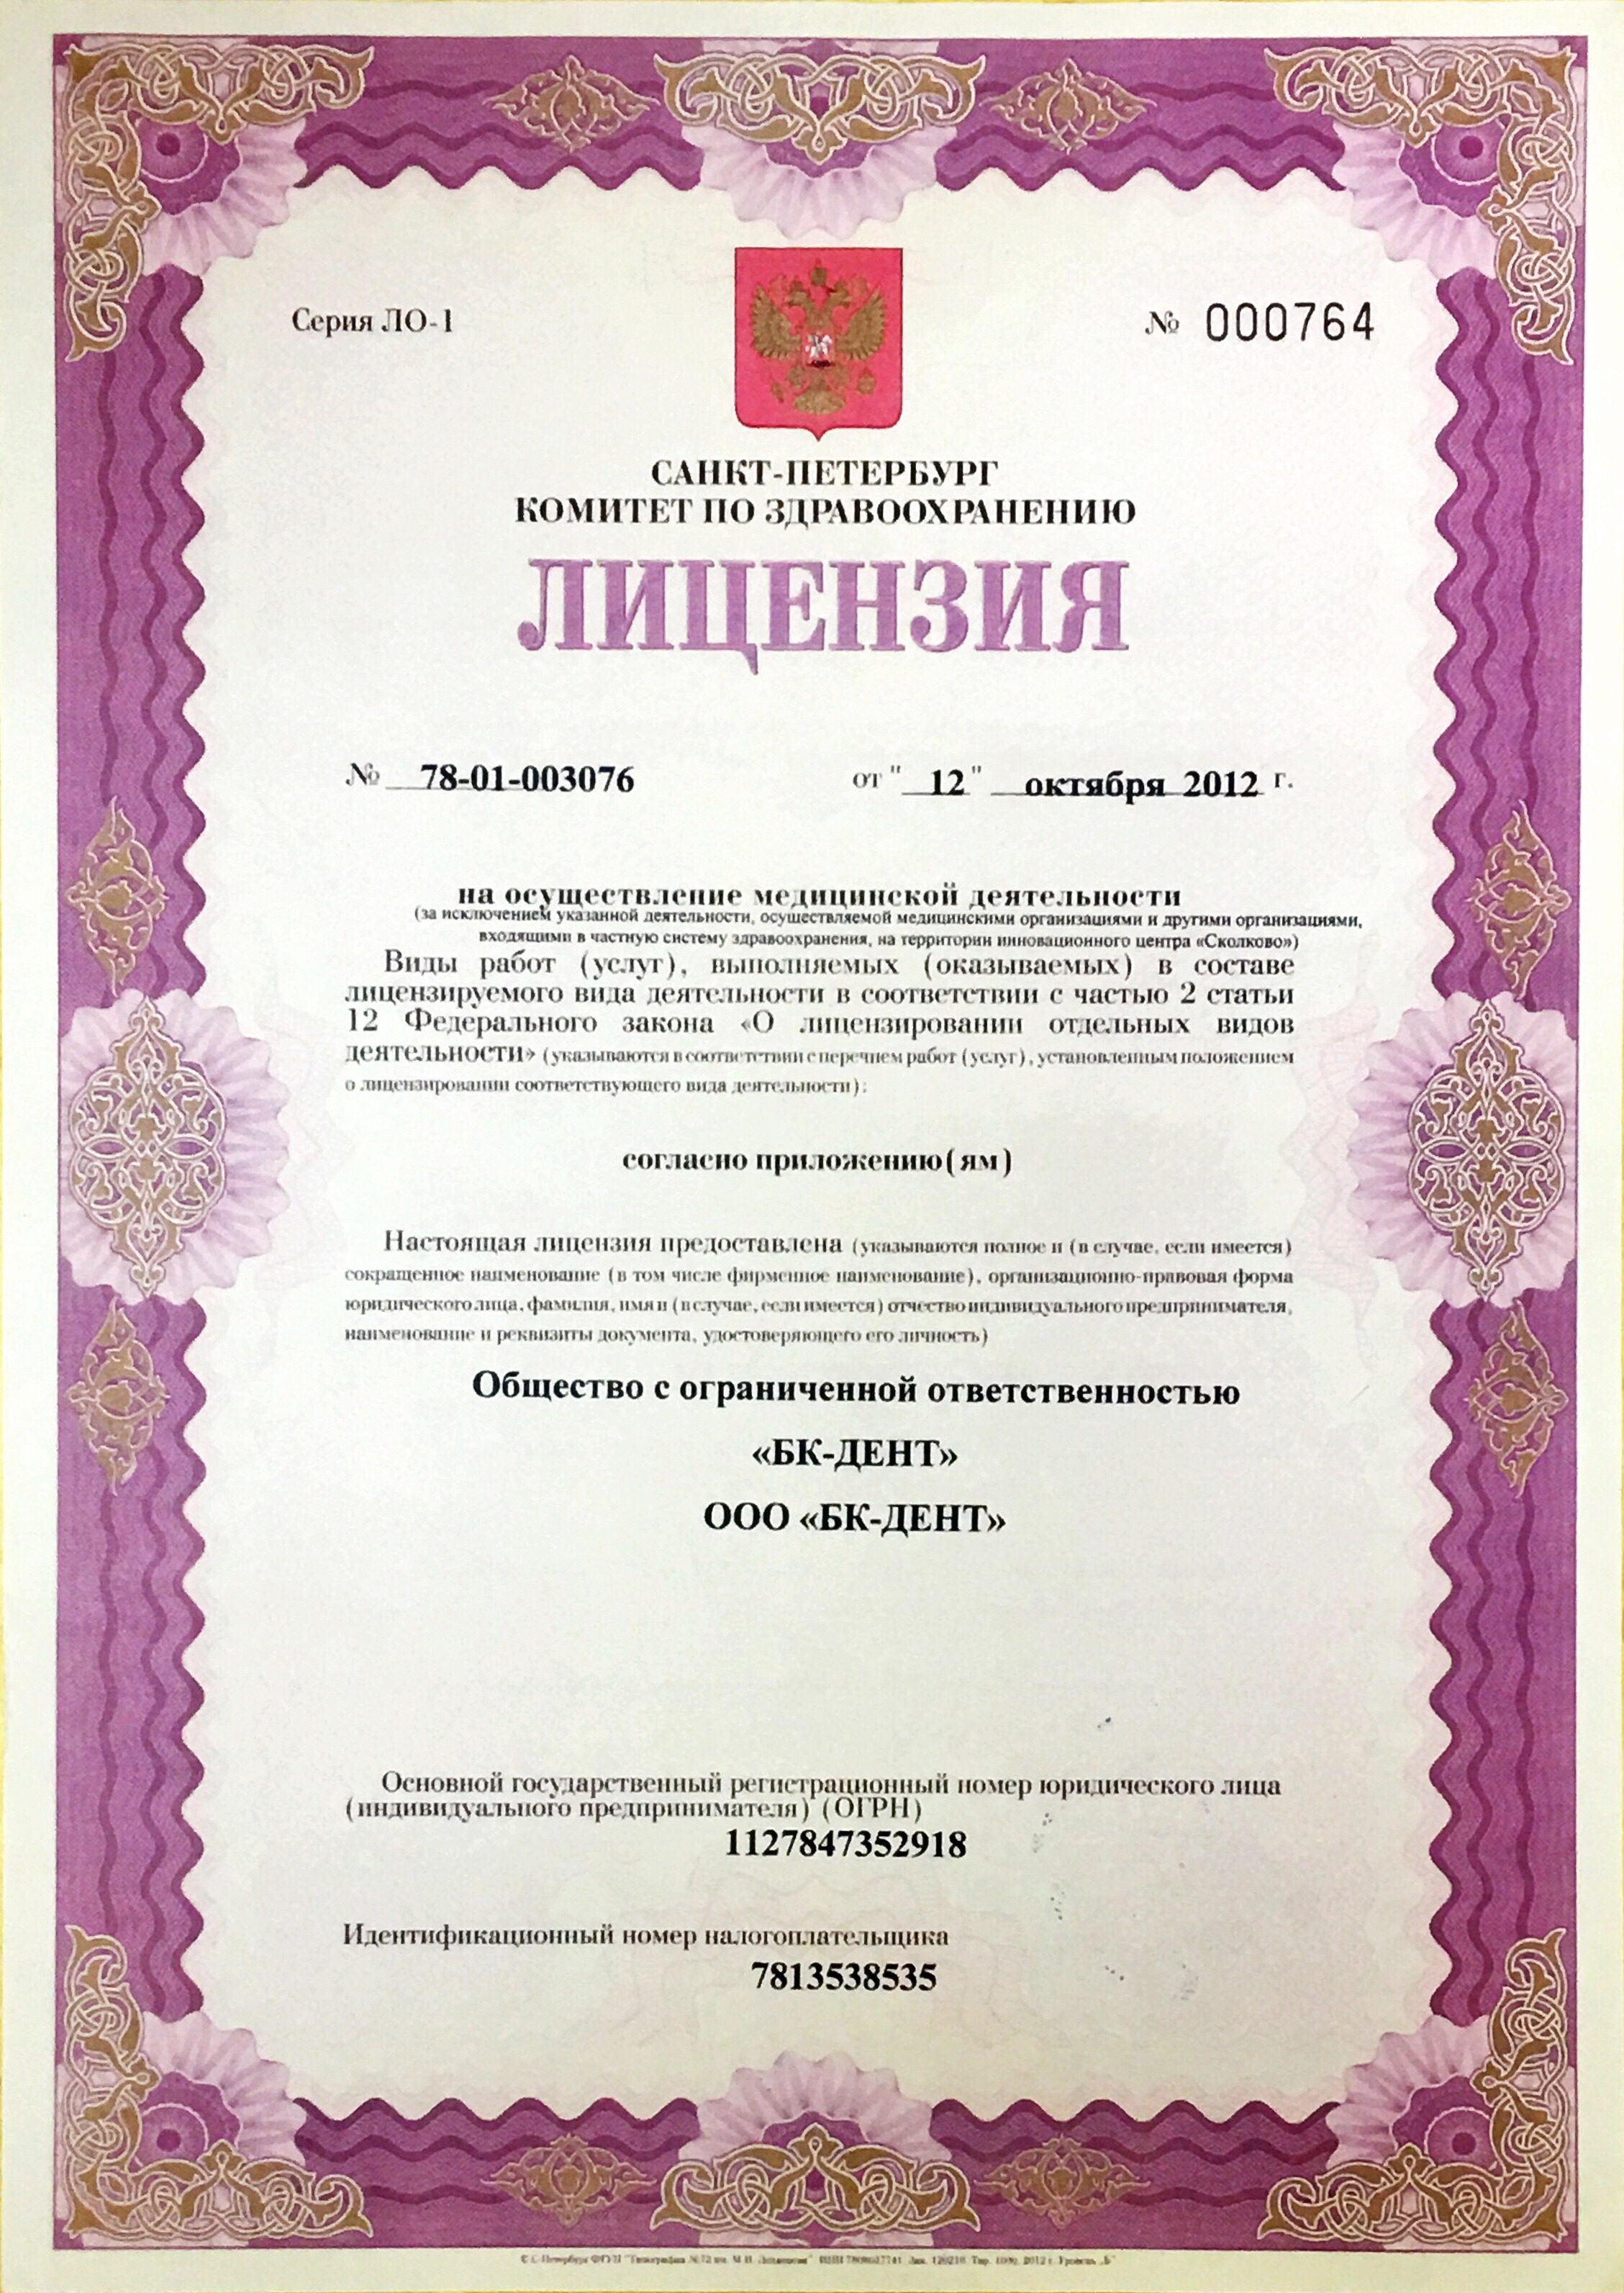 Серия ЛО-1
№ 000764
САНКТ-ПЕТЕРБУРГ
КОМИТЕТ ПО ЗДРАВООХРАНЕНИЮ
ЛИЦЕНЗИЯ
№ 78-01-003076 от "12" октября 2012 г.
на осуществление медицинской деятельности
(за исключением указанной деятельности, осуществляемой медицинскими организациями и другими организациями,
входящими в частную систему здравоохранения, на территории инновационного центра «Сколково»)
Виды работ (услуг), выполняемых (оказываемых) в составе
лицензируемого вида деятельности в соответствии с частью 2 статьи
12 Федерального закона «О лицензировании отдельных видов
деятельности» (указываются в соответствии с перечнем работ (услуг), установленным положением
о лицензировании соответствующего вида деятельности):
согласно приложению(ям)
Настоящая лицензия предоставлена (указываются полное и (в случае, если имеется)
сокращенное наименование (в том числе фирменное наименование), организационно-правовая форма
юридического лица, фамилия, имя и (в случае, если имеется) отчество индивидуального предпринимателя,
наименование и реквизиты документа, удостоверяющего его личность)
Общество с ограниченной ответственностью
«БК-ДЕНТ»
ООО «БК-ДЕНТ»
Основной государственный регистрационный номер юридического лица
(индивидуального предпринимателя) (ОГРН)
1127847352918
Идентификационный номер налогоплательщика
7813538535